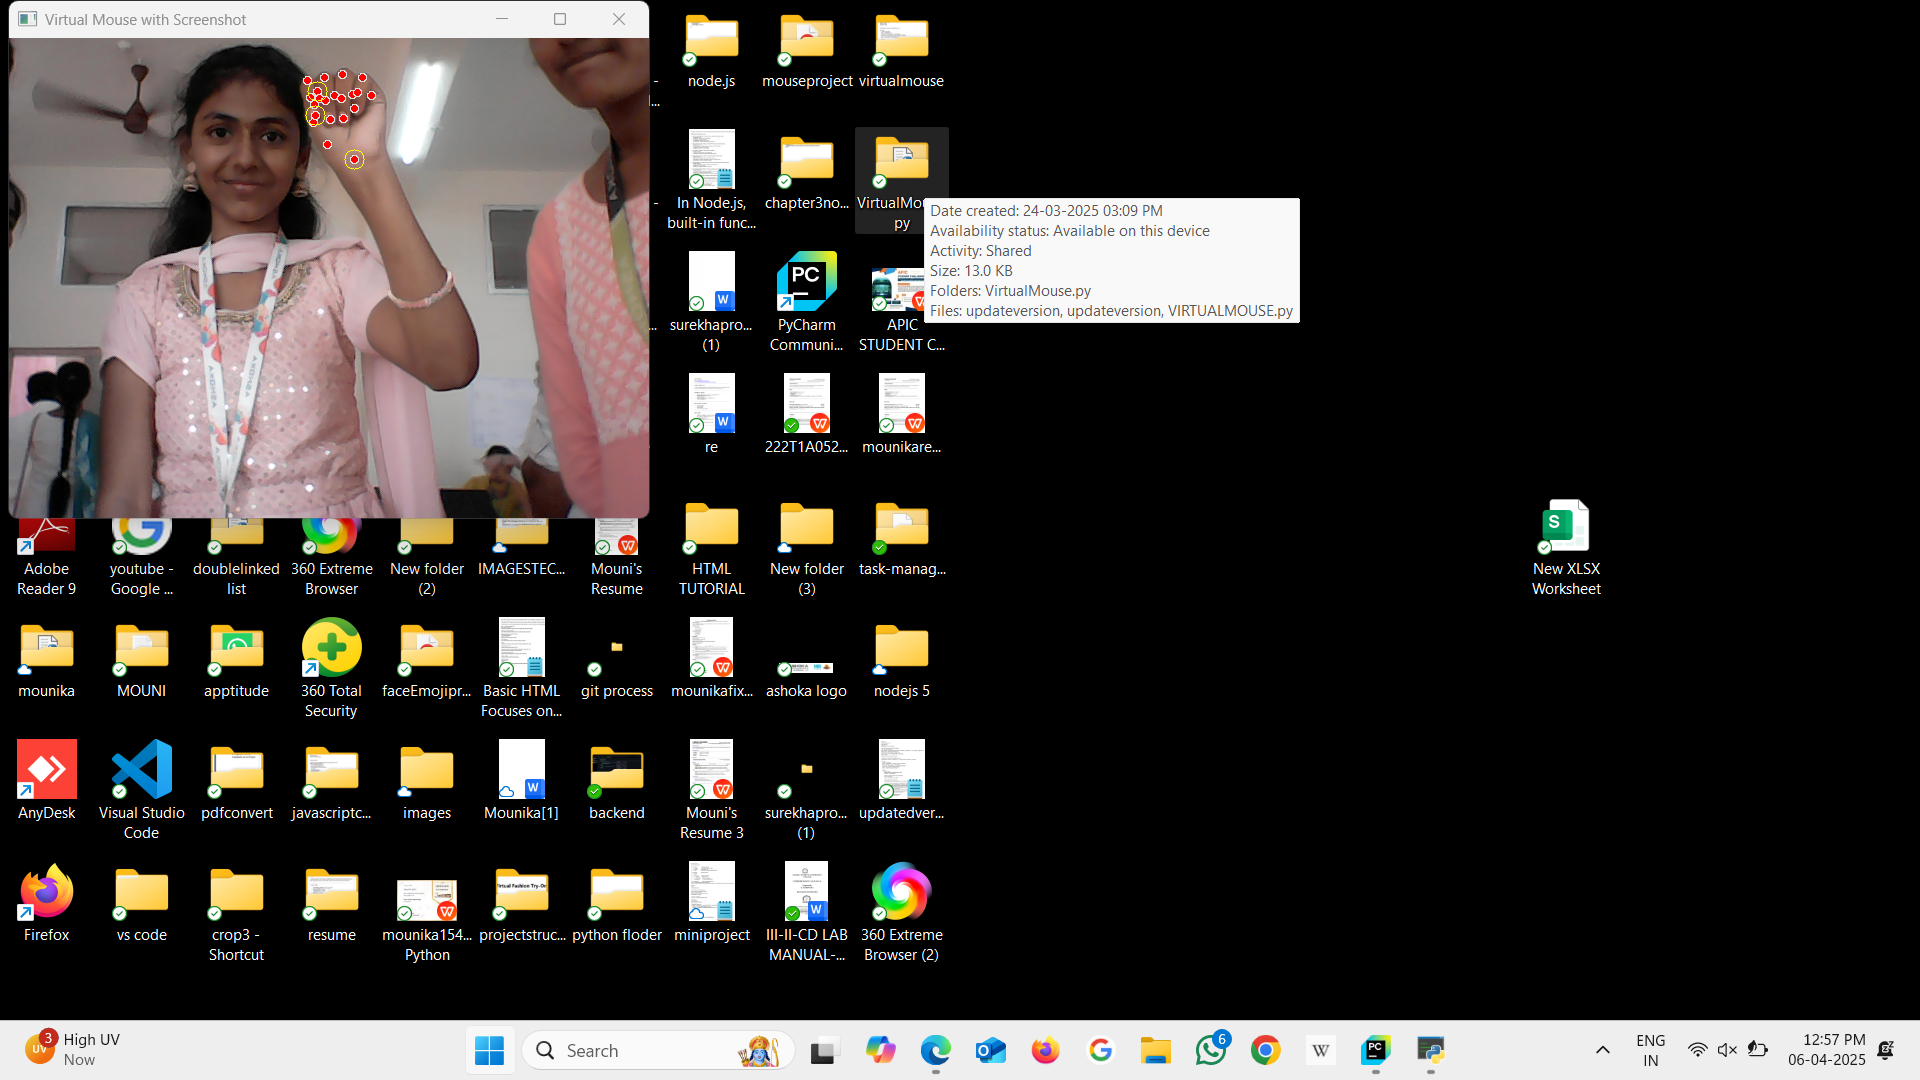 Virtual Mouse with Screenshot
node.js
mouseproject
virtualmouse
In Node.js,
built-in func...
chapter3no...
VirtualMou
py
Date created: 24-03-2025 03:09 PM
Availability status: Available on this device
Activity: Shared
Size: 13.0 KB
Folders: VirtualMouse.py
Files: updateversion, updateversion, VIRTUALMOUSE.py
surekhapro...
(1)
PyCharm
Communi...
APIC
STUDENT C...
re
222T1A052...
mounikare...
Adobe
Reader 9
youtube -
Google ...
doublelinked
list
360 Extreme
Browser
New folder
(2)
IMAGESTEC...
Mouni's
Resume
HTML
TUTORIAL
New folder
(3)
task-manag...
New XLSX
Worksheet
mounika
MOUNI
apptitude
360 Total
Security
faceEmojipr...
Basic HTML
Focuses on...
git process
mounikafix...
ashoka logo
nodejs 5
AnyDesk
Visual Studio
Code
pdfconvert
javascriptc...
images
Mounika[1]
backend
Mouni's
Resume 3
surekhapro...
(1)
updatedver...
Firefox
vs code
crop3 -
Shortcut
resume
mounika154...
Python
projectstruc...
python floder
miniproject
III-II-CD LAB
MANUAL-...
360 Extreme
Browser (2)
3
High UV
Now
Search
6
ENG
IN
12:57 PM
06-04-2025